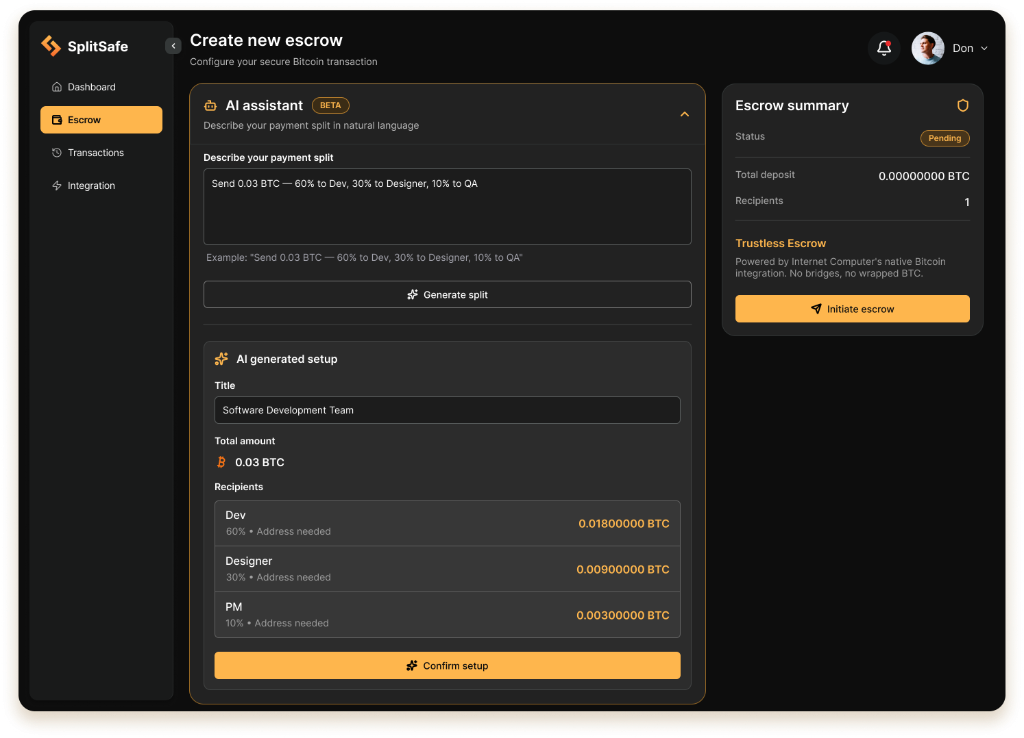 SplitSafe
Dashboard
Escrow
Transactions
Integration
Create new escrow
Configure your secure Bitcoin transaction
Don
AI assistant BETA
Describe your payment split in natural language
Describe your payment split
Send 0.03 BTC — 60% to Dev, 30% to Designer, 10% to QA
Example: "Send 0.03 BTC — 60% to Dev, 30% to Designer, 10% to QA"
Generate split
AI generated setup
Title
Software Development Team
Total amount
0.03 BTC
Recipients
Dev
60% • Address needed
0.01800000 BTC
Designer
30% • Address needed
0.00900000 BTC
PM
10% • Address needed
0.00300000 BTC
Confirm setup
Escrow summary
Status
Pending
Total deposit
0.00000000 BTC
Recipients
1
Trustless Escrow
Powered by Internet Computer's native Bitcoin
integration. No bridges, no wrapped BTC.
Initiate escrow